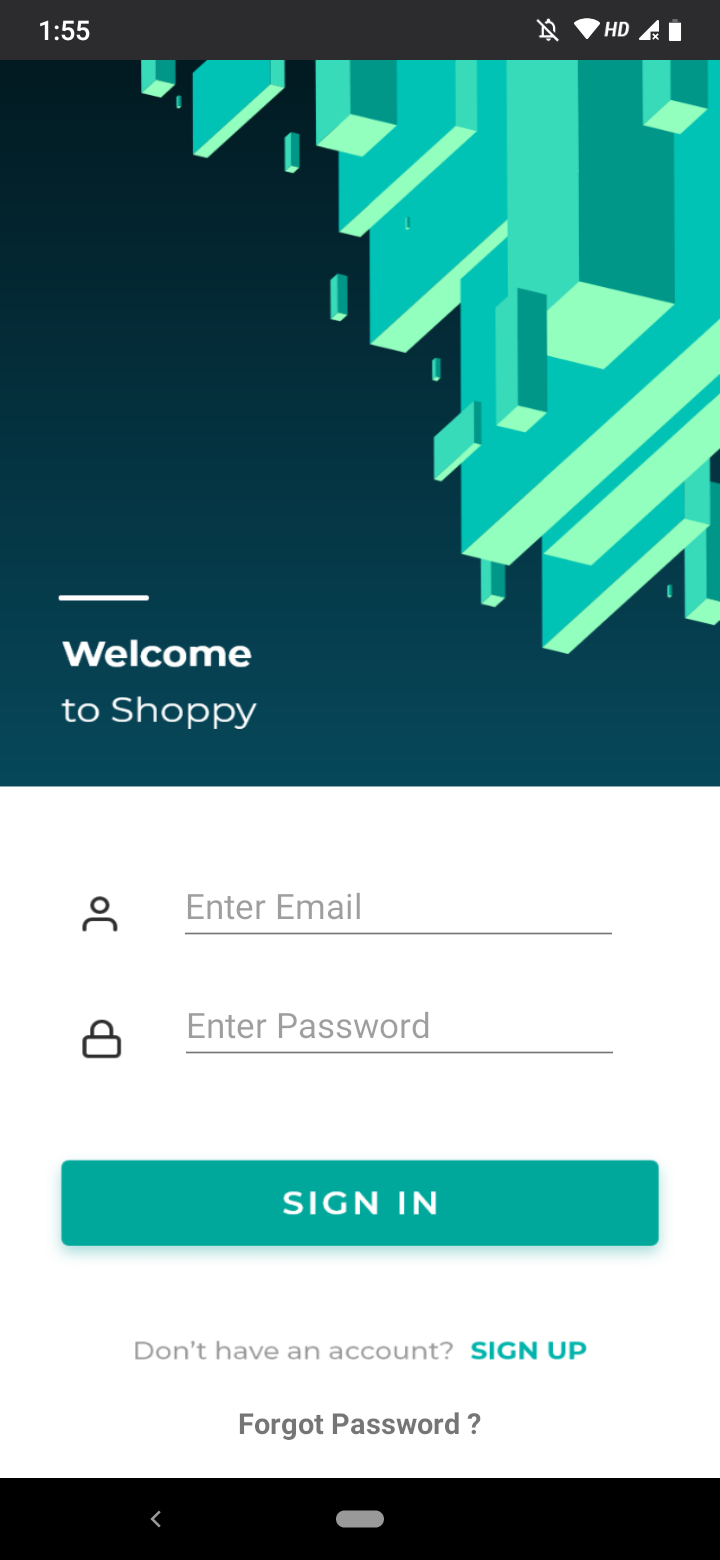 1:55
HD
Welcome
to Shoppy
Enter Email
Enter Password
SIGN IN
Don't have an account? SIGN UP
Forgot Password ?